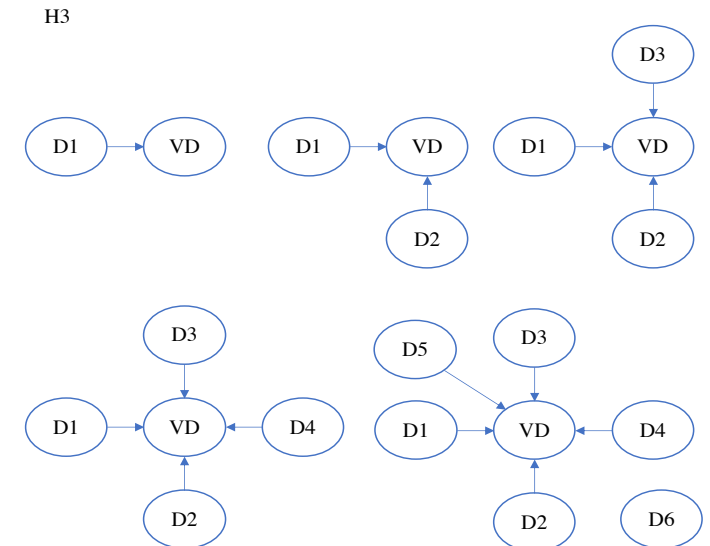 H3
D3
D1 VD D1 VD D1 VD
D2 D2
D3 D3
D5
D1 VD D4 D1 VD D4
D2 D2 D6